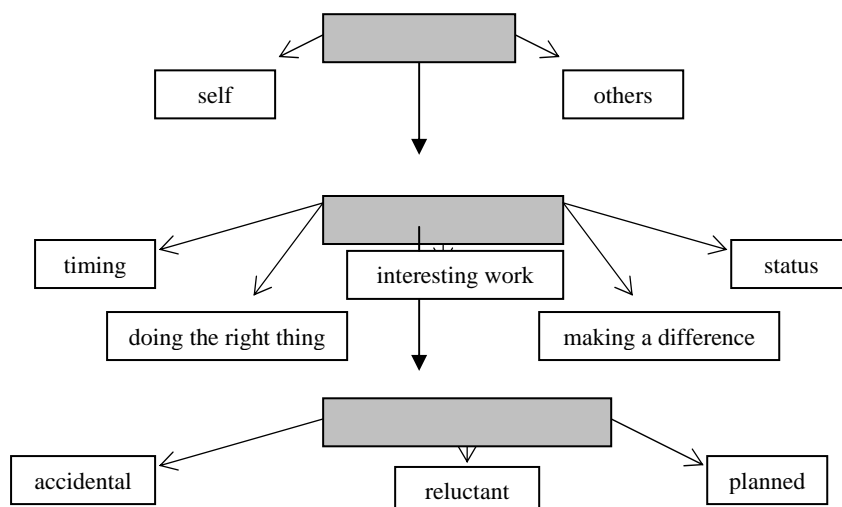 self
others
timing
interesting work
status
doing the right thing
making a difference
accidental
reluctant
planned